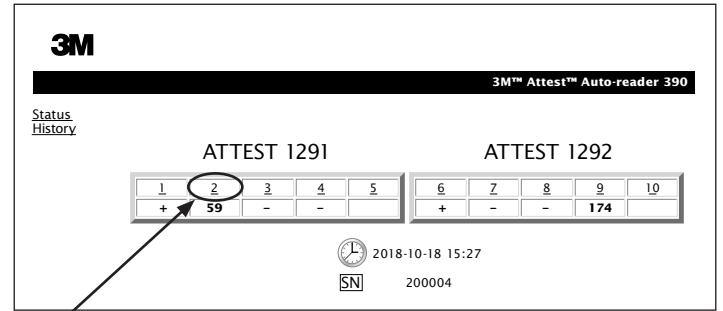 3M
3M™ Attest™ Auto-reader 390
Status
History
ATTEST 1291 ATTEST 1292
1 2 3 4 5 6 7 8 9 10
+ 59 – – + – – 174
2018-10-18 15:27
SN 200004